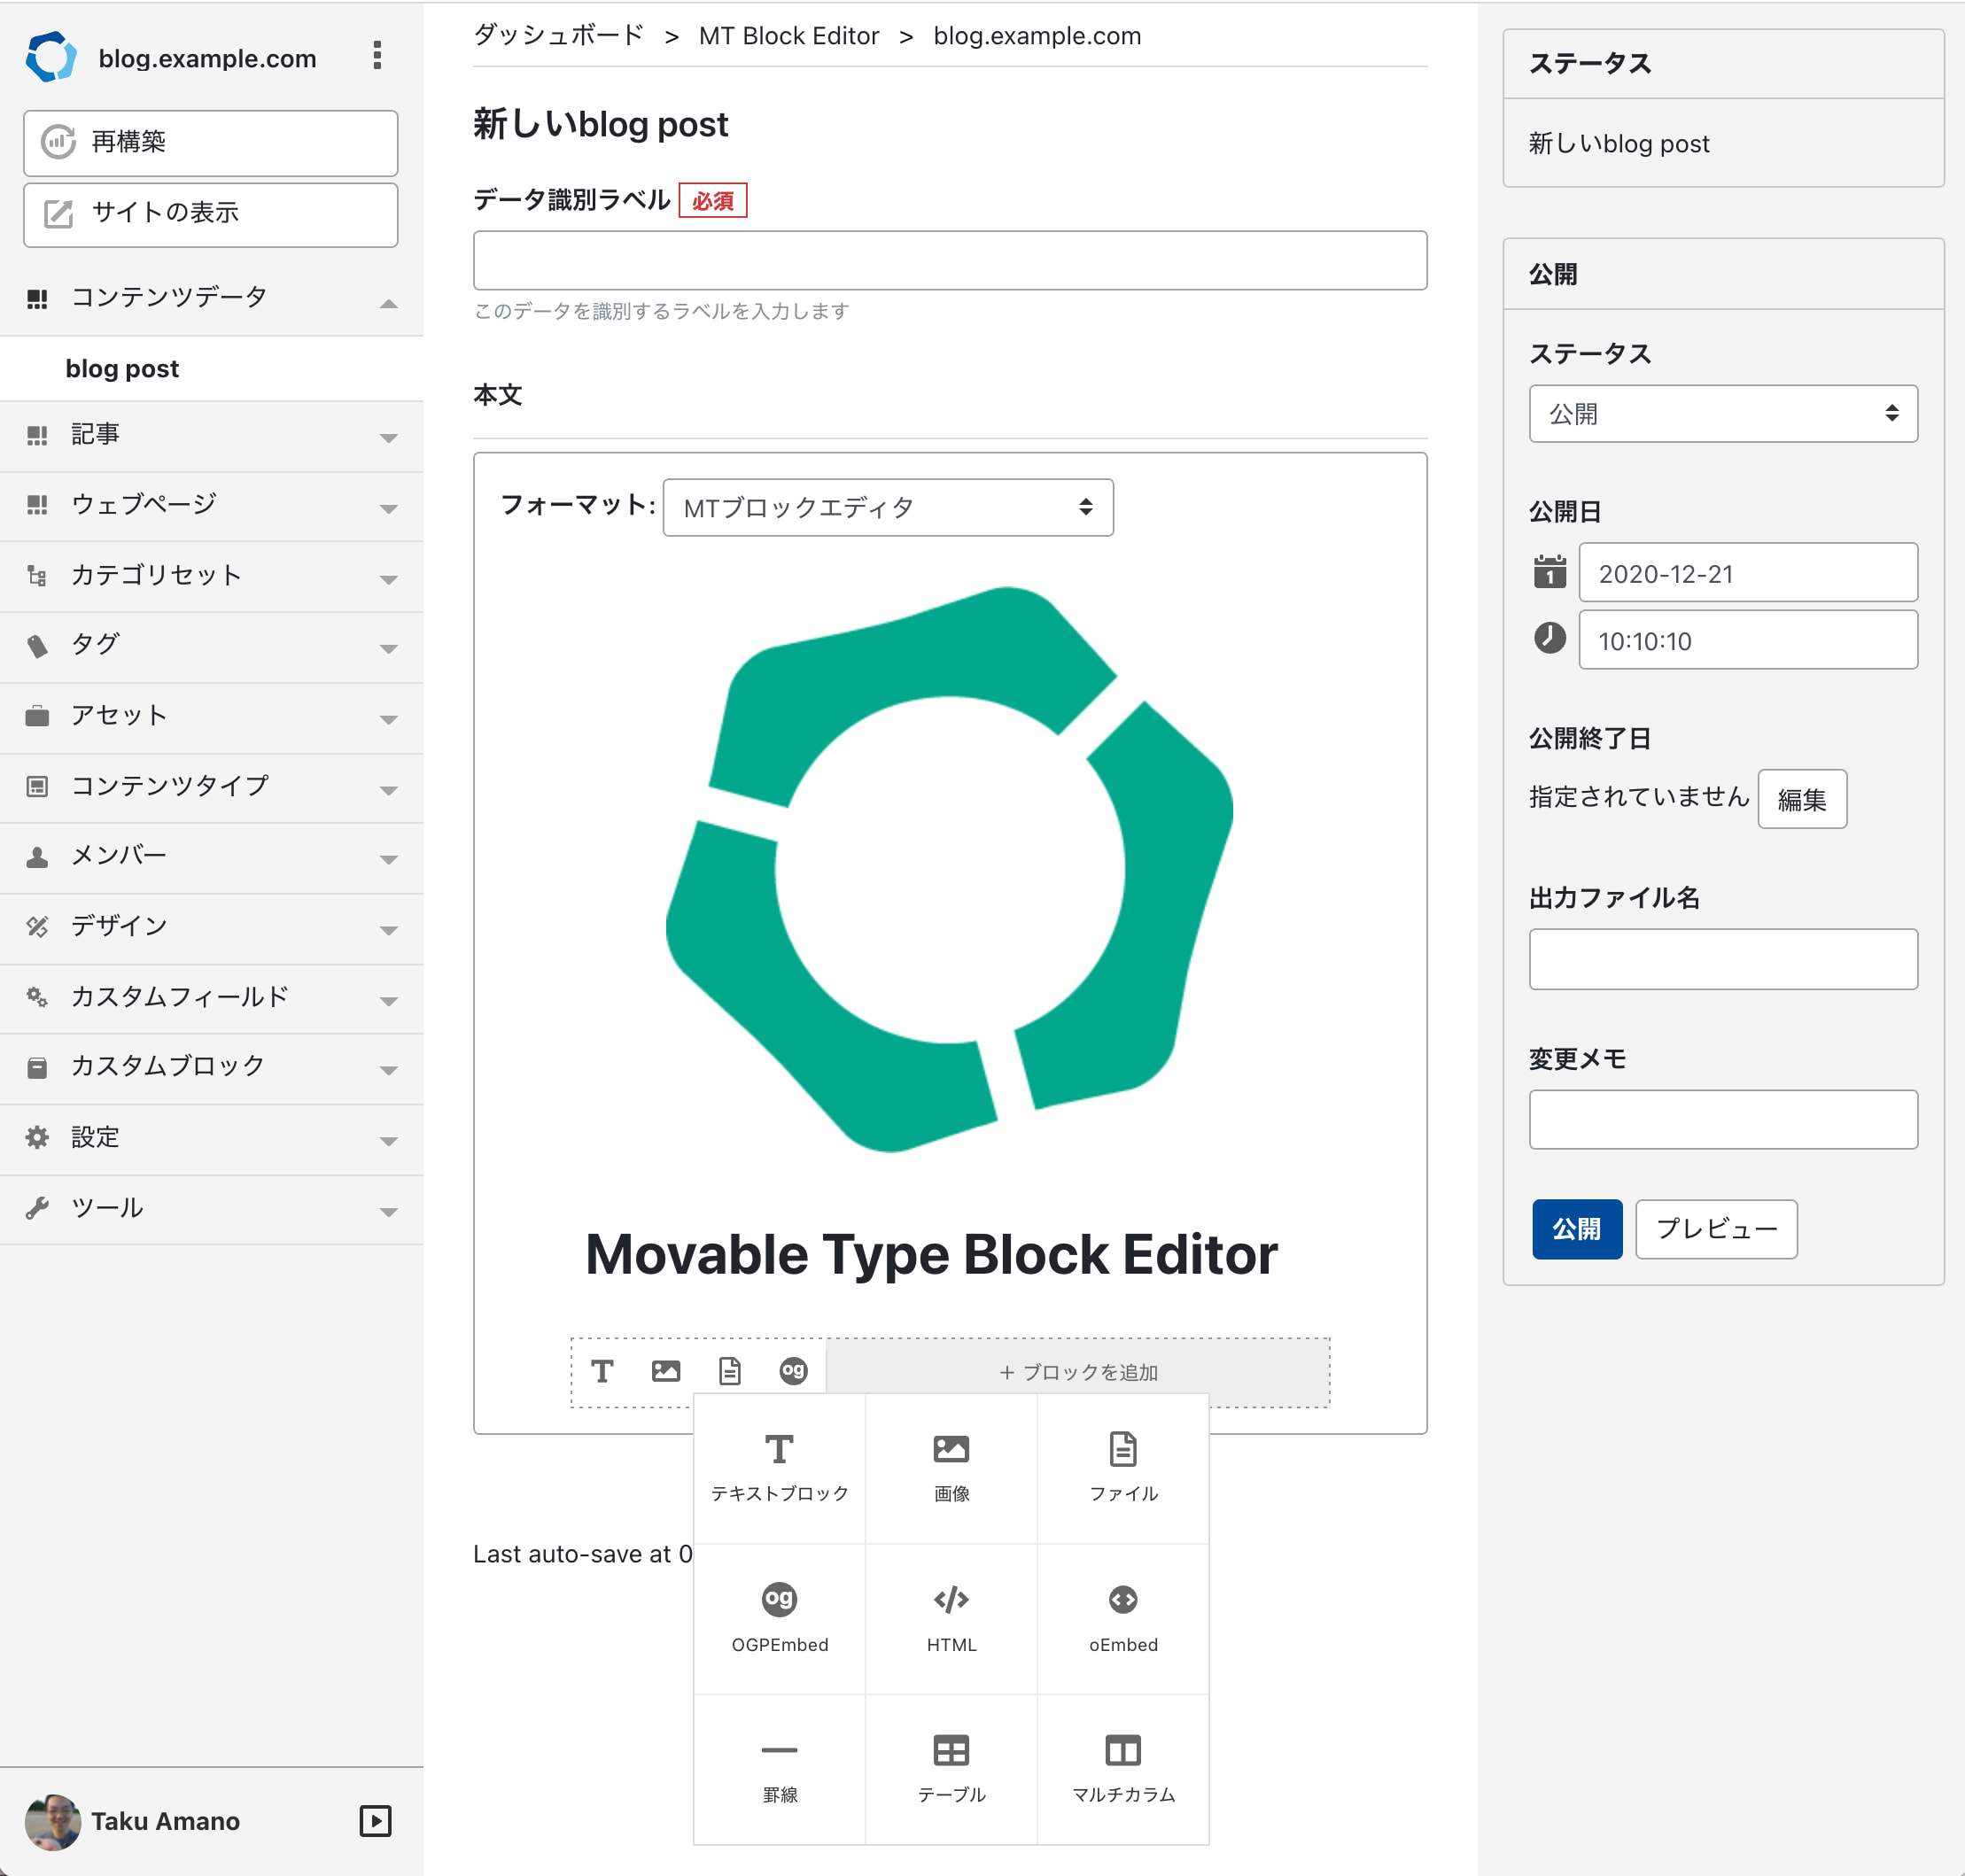 blog.example.com
再構築
サイトの表示
コンテンツデータ
blog post
記事
ウェブページ
カテゴリセット
タグ
アセット
コンテンツタイプ
メンバー
デザイン
カスタムフィールド
カスタムブロック
設定
ツール
Taku Amano
ダッシュボード > MT Block Editor > blog.example.com
新しいblog post
データ識別ラベル 必須
このデータを識別するラベルを入力します
本文
フォーマット: MTブロックエディタ
Movable Type Block Editor
T og + ブロックを追加
T
テキストブロック 画像 ファイル
og
OGPEmbed HTML oEmbed
罫線 テーブル マルチカラム
Last auto-save at 0
ステータス
新しいblog post
公開
ステータス
公開
公開日
1 2020-12-21
10:10:10
公開終了日
指定されていません 編集
出力ファイル名
変更メモ
公開 プレビュー